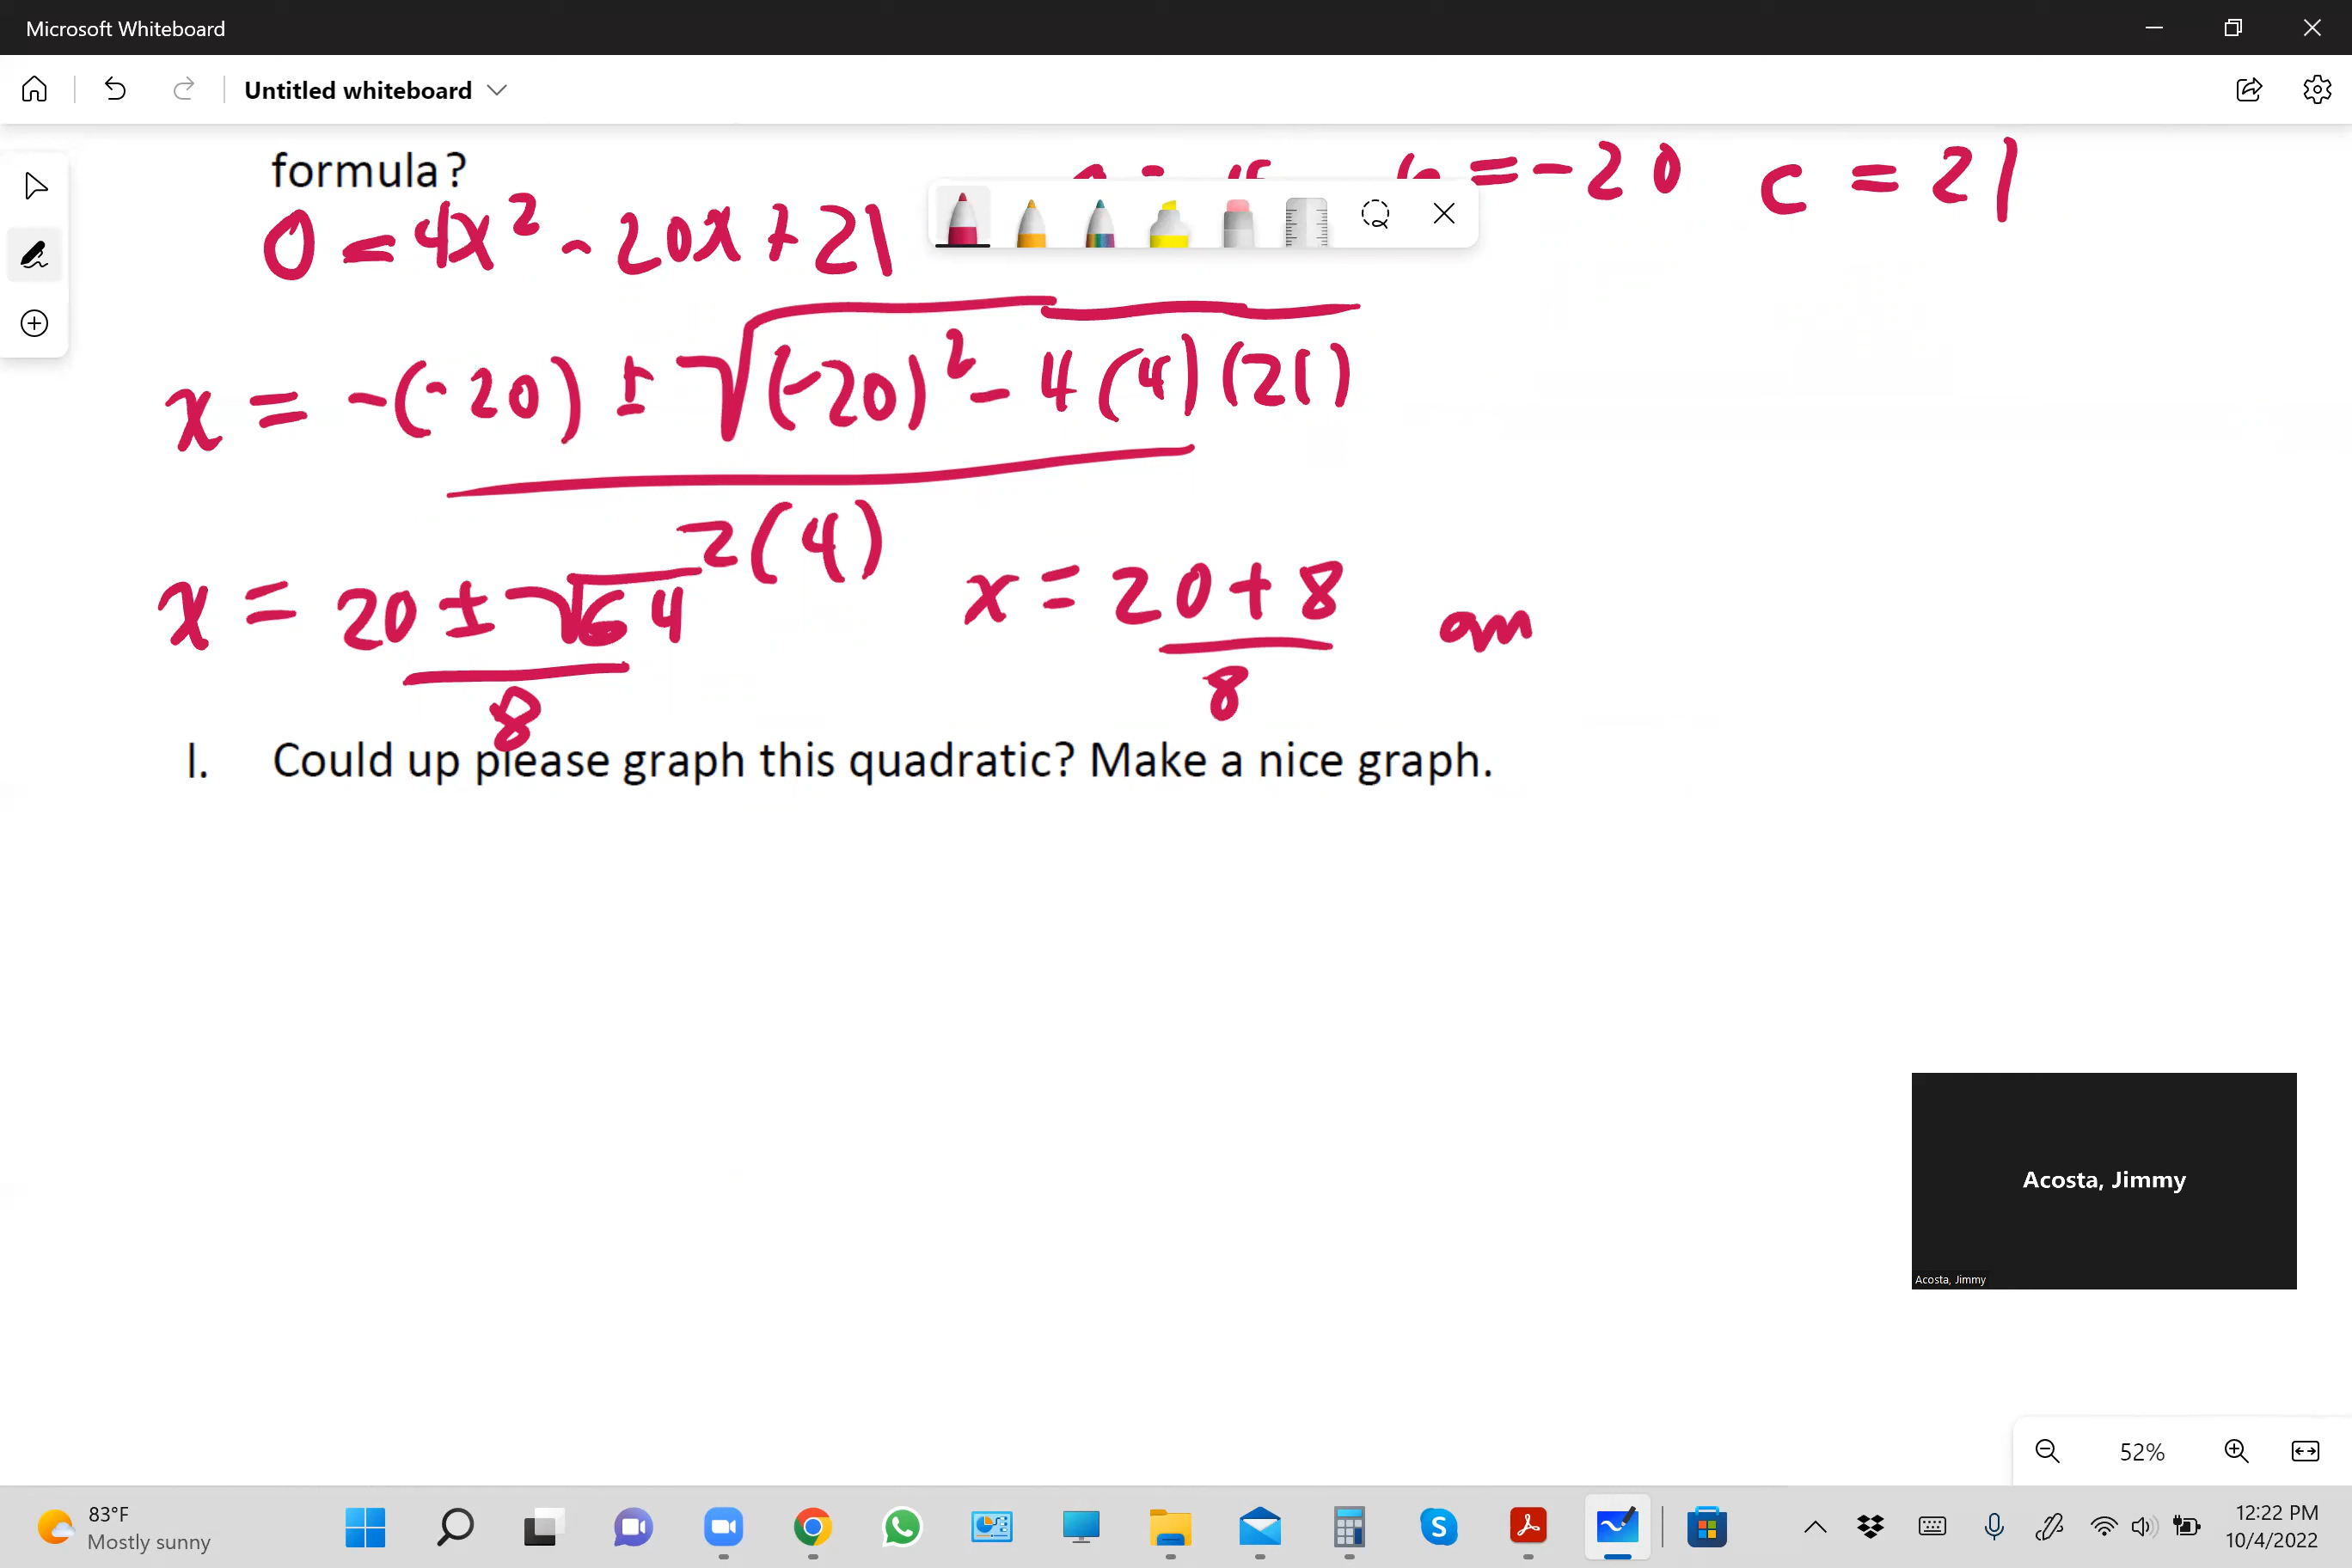 Microsoft Whiteboard
Untitled whiteboard
formula?
= -20 c = 21
0 = 4x² - 20x + 21
x = -(-20) ± √(-20)² - 4(4)(21)
2(4)
x = 20 ± √64 x = 20 + 8 an
8 8
I. Could up please graph this quadratic? Make a nice graph.
Acosta, Jimmy
Acosta, Jimmy
52%
83°F
Mostly sunny
12:22 PM
10/4/2022